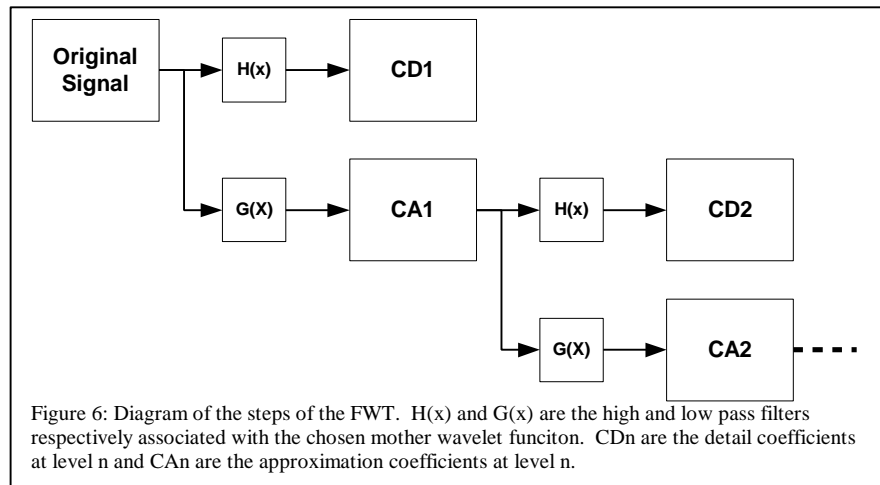 Original
Signal
H(x)
CD1
G(X)
CA1
H(x)
CD2
G(X)
CA2
Figure 6: Diagram of the steps of the FWT.  H(x) and G(x) are the high and low pass filters
respectively associated with the chosen mother wavelet funciton.  CDn are the detail coefficients
at level n and CAn are the approximation coefficients at level n.